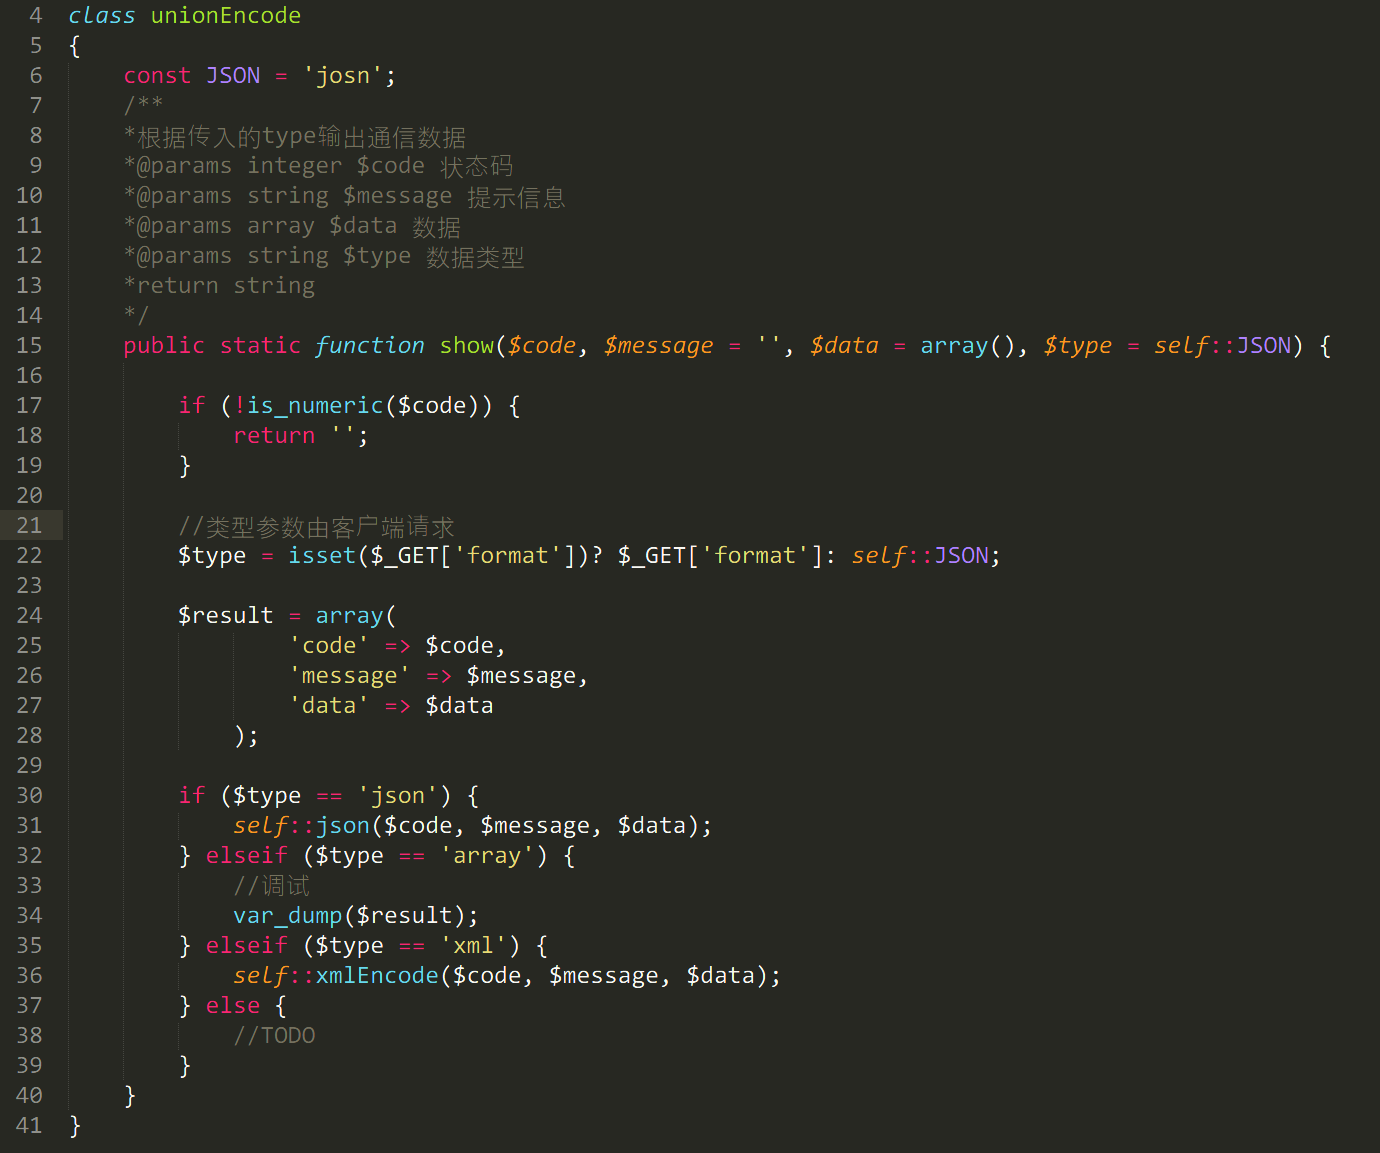 4 class unionEncode
5 {
6 const JSON = 'josn';
7 /**
8 *根据传入的type输出通信数据
9 *@params integer $code 状态码
10 *@params string $message 提示信息
11 *@params array $data 数据
12 *@params string $type 数据类型
13 *return string
14 */
15 public static function show($code, $message = '', $data = array(), $type = self::JSON) {
16
17 if (!is_numeric($code)) {
18 return '';
19 }
20
21 //类型参数由客户端请求
22 $type = isset($_GET['format'])? $_GET['format']: self::JSON;
23
24 $result = array(
25 'code' => $code,
26 'message' => $message,
27 'data' => $data
28 );
29
30 if ($type == 'json') {
31 self::json($code, $message, $data);
32 } elseif ($type == 'array') {
33 //调试
34 var_dump($result);
35 } elseif ($type == 'xml') {
36 self::xmlEncode($code, $message, $data);
37 } else {
38 //TODO
39 }
40 }
41 }